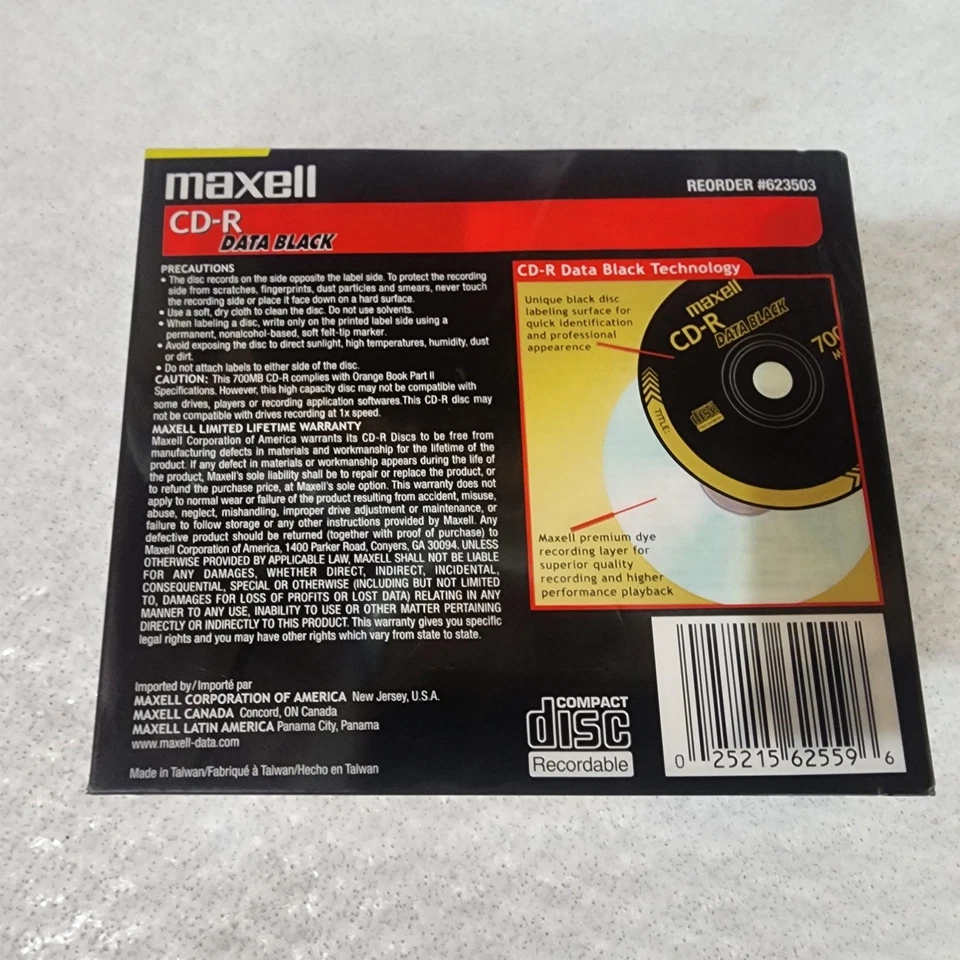 maxell
REORDER #623503
CD-R
DATA BLACK
PRECAUTIONS
• The disc records on the side opposite the label side. To protect the recording
side from scratches, fingerprints, dust particles and smears, never touch
the recording side or place it face down on a hard surface.
• Use a soft, dry cloth to clean the disc. Do not use solvents.
• When labeling a disc, write only on the printed label side using a
permanent, nonalcohol-based, soft felt-tip marker.
• Avoid exposing the disc to direct sunlight, high temperatures, humidity, dust
or dirt.
• Do not attach labels to either side of the disc.
CAUTION: This 700MB CD-R complies with Orange Book Part II
Specifications. However, this high capacity disc may not be compatible with
some drives, players or recording application softwares.This CD-R disc may
not be compatible with drives recording at 1x speed.
MAXELL LIMITED LIFETIME WARRANTY
Maxell Corporation of America warrants its CD-R Discs to be free from
manufacturing defects in materials and workmanship for the lifetime of the
product. If any defect in materials or workmanship appears during the life of
the product, Maxell's sole liability shall be to repair or replace the product, or
to refund the purchase price, at Maxell's sole option. This warranty does not
apply to normal wear or failure of the product resulting from accident, misuse,
abuse, neglect, mishandling, improper drive adjustment or maintenance, or
failure to follow storage or any other instructions provided by Maxell. Any
defective product should be returned (together with proof of purchase) to
Maxell Corporation of America, 1400 Parker Road, Conyers, GA 30094. UNLESS
OTHERWISE PROVIDED BY APPLICABLE LAW, MAXELL SHALL NOT BE LIABLE
FOR ANY DAMAGES, WHETHER DIRECT, INDIRECT, INCIDENTAL,
CONSEQUENTIAL, SPECIAL OR OTHERWISE (INCLUDING BUT NOT LIMITED
TO, DAMAGES FOR LOSS OF PROFITS OR LOST DATA) RELATING IN ANY
MANNER TO ANY USE, INABILITY TO USE OR OTHER MATTER PERTAINING
DIRECTLY OR INDIRECTLY TO THIS PRODUCT. This warranty gives you specific
legal rights and you may have other rights which vary from state to state.
Imported by/Importé par
MAXELL CORPORATION OF AMERICA New Jersey, U.S.A.
MAXELL CANADA Concord, ON Canada
MAXELL LATIN AMERICA Panama City, Panama
www.maxell-data.com
Made in Taiwan/Fabriqué à Taiwan/Hecho en Taiwan
CD-R Data Black Technology
Unique black disc
labeling surface for
quick identification
and professional
appearence
maxell
CD-R
DATA BLACK
700
M
disc
TITLE:
Maxell premium dye
recording layer for
superior quality
recording and higher
performance playback
COMPACT
disc
Recordable
0 25215 62559 6